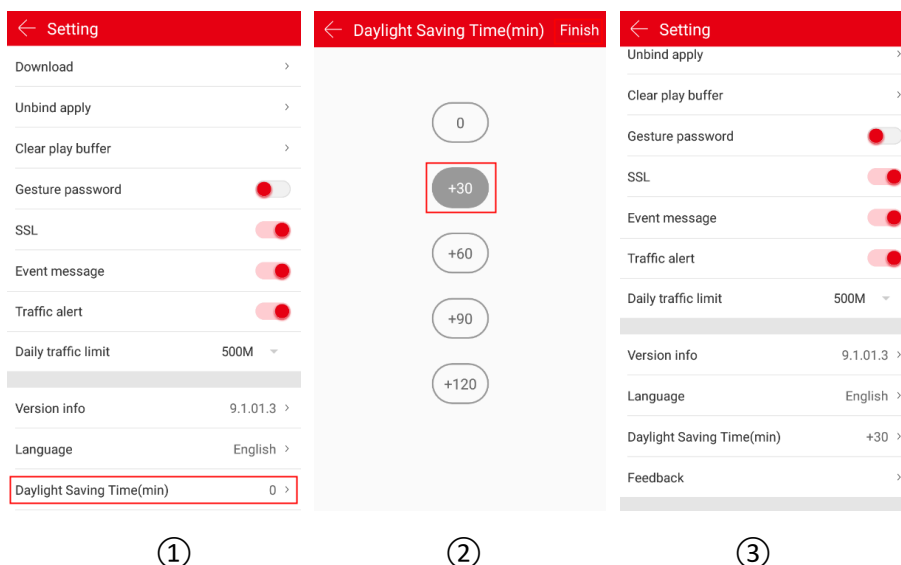 Setting
Download
Unbind apply
Clear play buffer
Gesture password
SSL
Event message
Traffic alert
Daily traffic limit 500M
Version info 9.1.01.3
Language English
Daylight Saving Time(min) 0
①
Daylight Saving Time(min) Finish
0
+30
+60
+90
+120
②
Setting
Unbind apply
Clear play buffer
Gesture password
SSL
Event message
Traffic alert
Daily traffic limit 500M
Version info 9.1.01.3
Language English
Daylight Saving Time(min) +30
Feedback
③